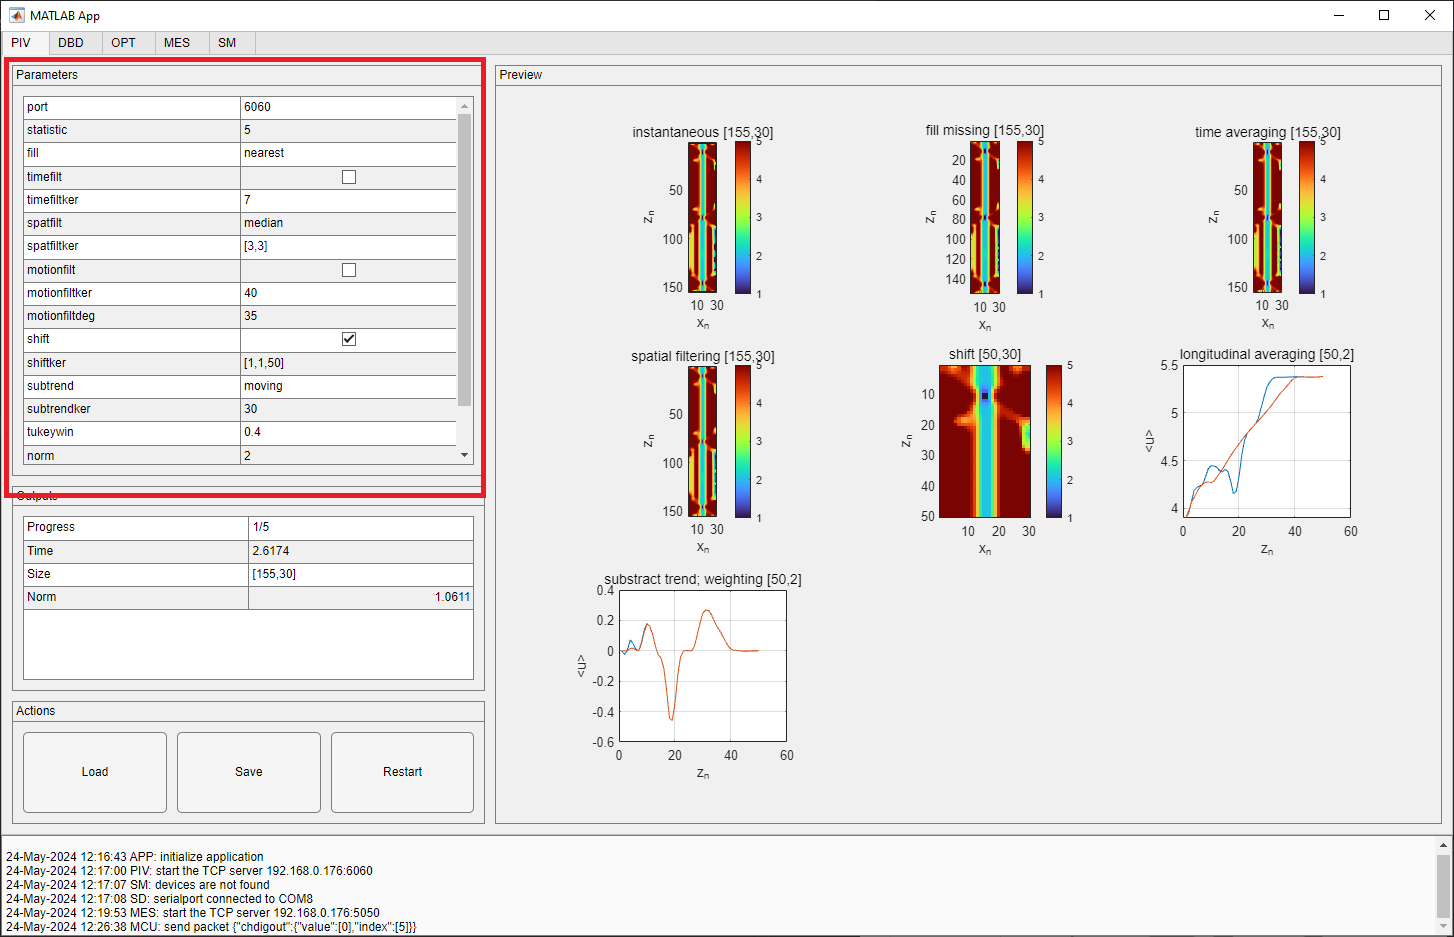 MATLAB App
PIV DBD OPT MES SM
Parameters
port 6060
statistic 5
fill nearest
timefilt
timefiltker 7
spatfilt median
spatfiltker [3,3]
motionfilt
motionfiltker 40
motionfiltdeg 35
shift
shiftker [1,1,50]
subtrend moving
subtrendker 30
tukeywin 0.4
norm 2
Outputs
Progress 1/5
Time 2.6174
Size [155,30]
Norm 1.0611
Actions
Load Save Restart
Preview
instantaneous [155,30]
50
100
150
zn
10 30
xn
5
4
3
2
1
fill missing [155,30]
20
40
60
80
100
120
140
zn
10 30
xn
5
4
3
2
1
time averaging [155,30]
50
100
150
zn
10 30
xn
5
4
3
2
1
spatial filtering [155,30]
50
100
150
zn
10 30
xn
5
4
3
2
1
shift [50,30]
10
20
30
40
50
zn
10 20 30
xn
5
4
3
2
1
longitudinal averaging [50,2]
5.5
5
4.5
4
<u>
0 20 40 60
zn
substract trend; weighting [50,2]
0.4
0.2
0
-0.2
-0.4
-0.6
<u>
0 20 40 60
zn
24-May-2024 12:16:43 APP: initialize application
24-May-2024 12:17:00 PIV: start the TCP server 192.168.0.176:6060
24-May-2024 12:17:07 SM: devices are not found
24-May-2024 12:17:08 SD: serialport connected to COM8
24-May-2024 12:19:53 MES: start the TCP server 192.168.0.176:5050
24-May-2024 12:26:38 MCU: send packet {"chdigout":{"value":[0],"index":[5]}}